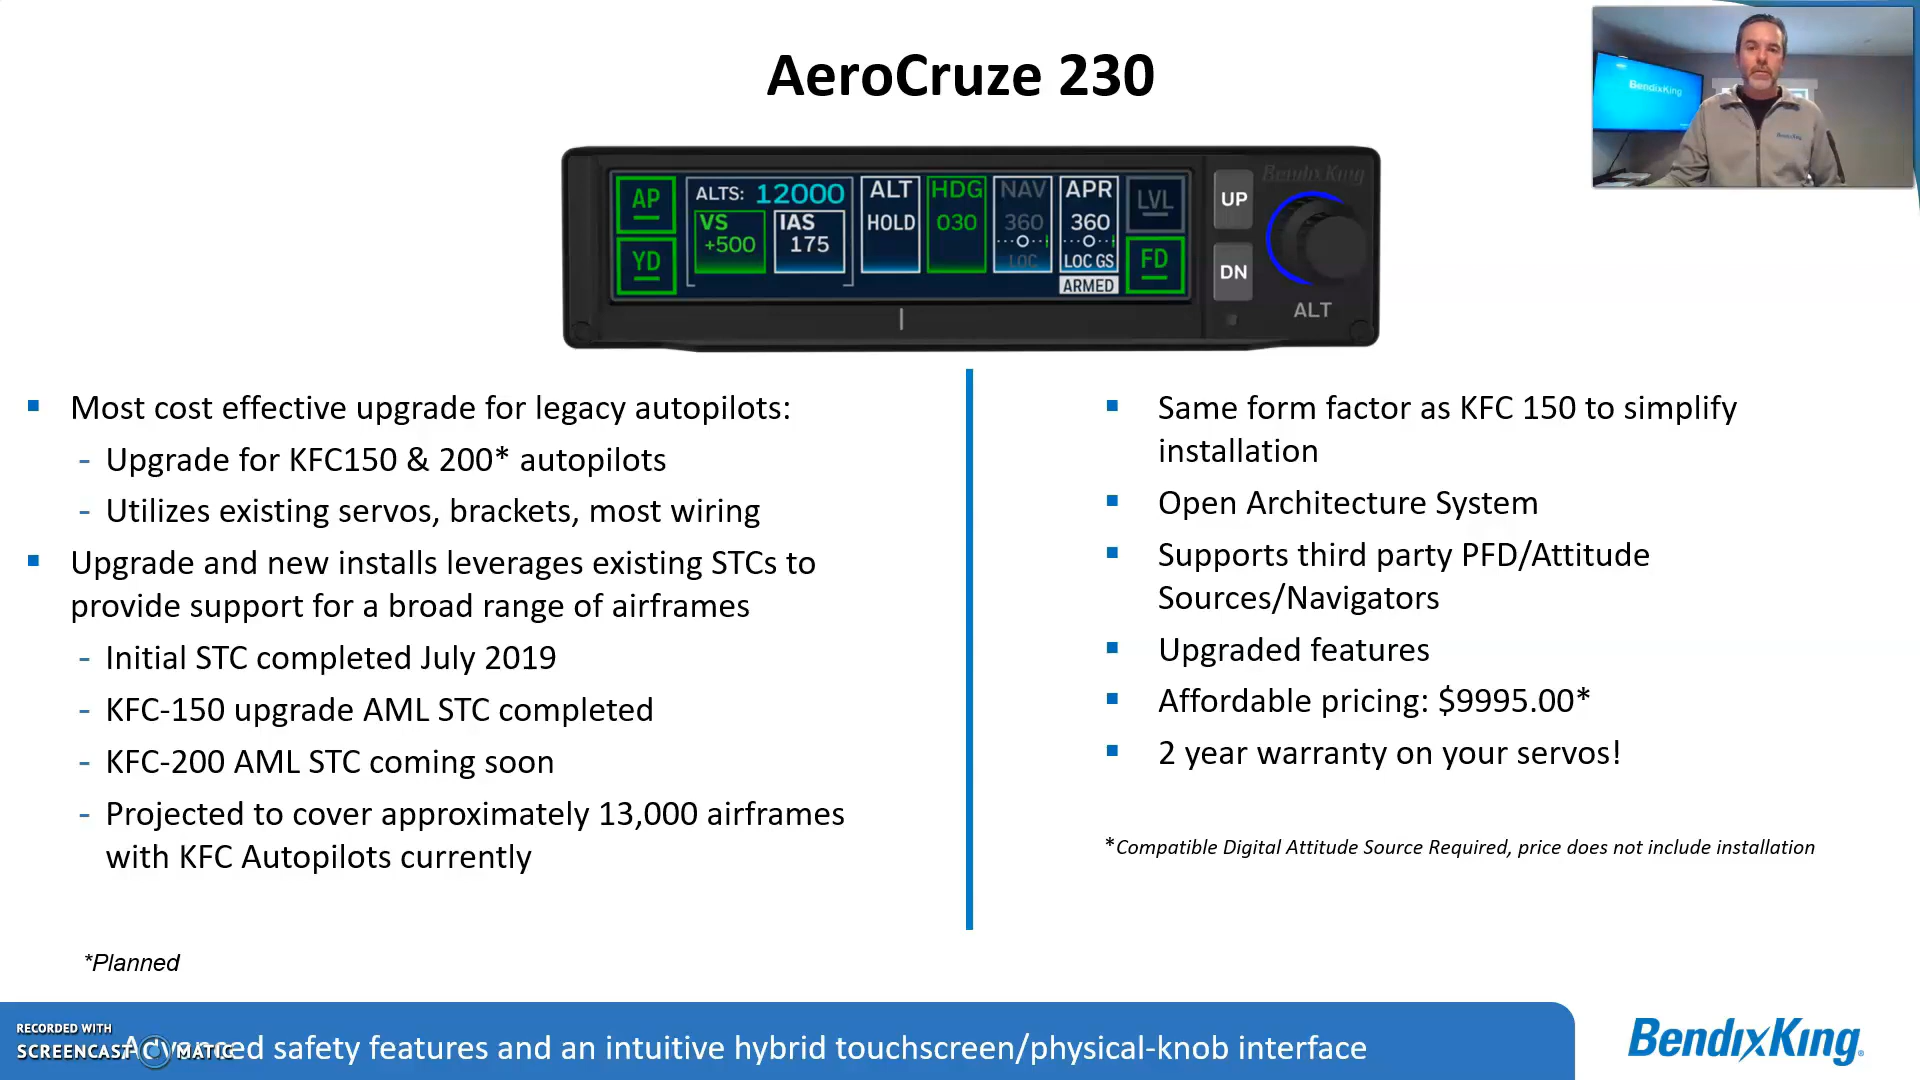 AeroCruze 230
BendixKing
BendixKing
BendixKing
AP
YD
ALTS: 12000
VS
+500
IAS
175
ALT
HOLD
HDG
030
NAV
360
LOC
APR
360
LOC GS
ARMED
LVL
FD
UP
DN
ALT
Most cost effective upgrade for legacy autopilots:
- Upgrade for KFC150 & 200* autopilots
- Utilizes existing servos, brackets, most wiring
Upgrade and new installs leverages existing STCs to
provide support for a broad range of airframes
- Initial STC completed July 2019
- KFC-150 upgrade AML STC completed
- KFC-200 AML STC coming soon
- Projected to cover approximately 13,000 airframes
with KFC Autopilots currently
*Planned
Same form factor as KFC 150 to simplify
installation
Open Architecture System
Supports third party PFD/Attitude
Sources/Navigators
Upgraded features
Affordable pricing: $9995.00*
2 year warranty on your servos!
*Compatible Digital Attitude Source Required, price does not include installation
RECORDED WITH
SCREENCAST MATIC
Advanced safety features and an intuitive hybrid touchscreen/physical-knob interface
BendixKing®